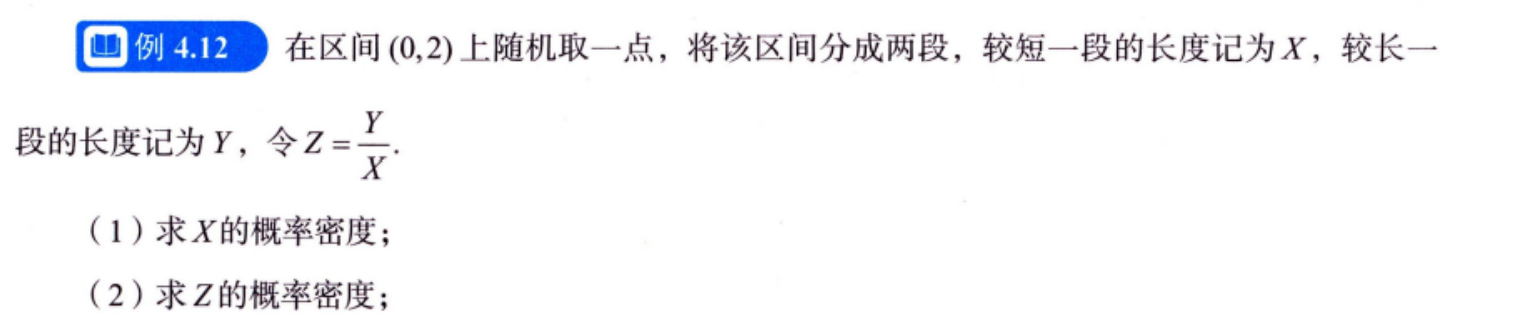 例 4.12 在区间 (0,2) 上随机取一点，将该区间分成两段，较短一段的长度记为 X，较长一
段的长度记为 Y，令 Z = \frac{Y}{X}.
（1）求 X 的概率密度；
（2）求 Z 的概率密度；